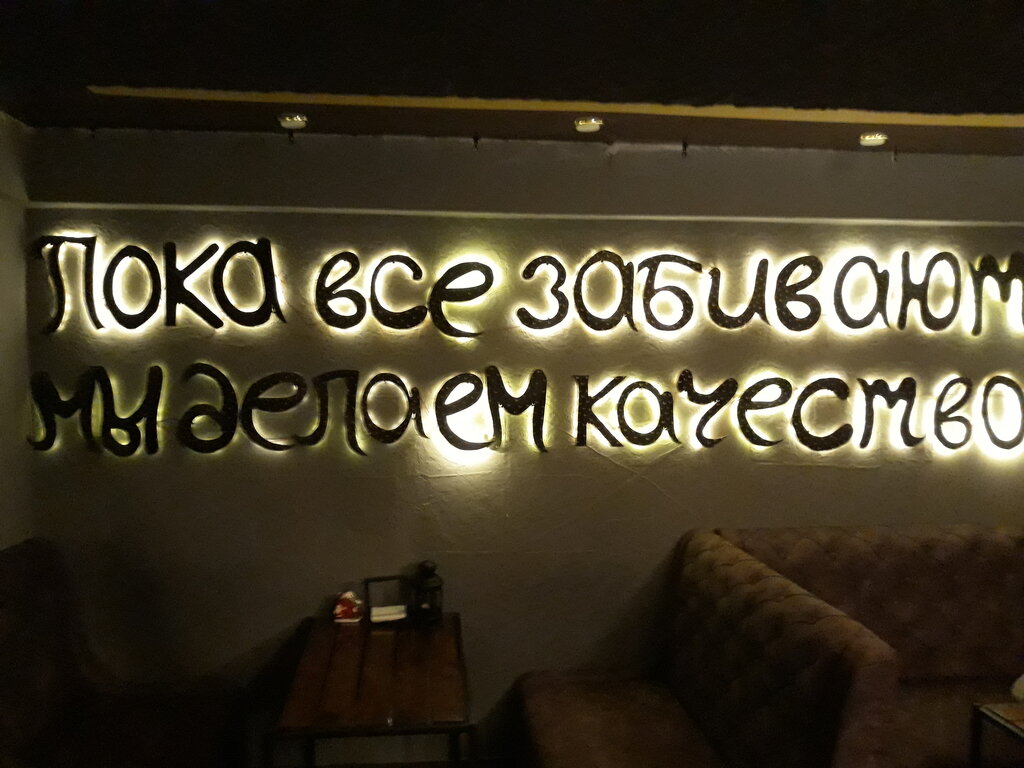 Пока все забивают
мы делаем качество